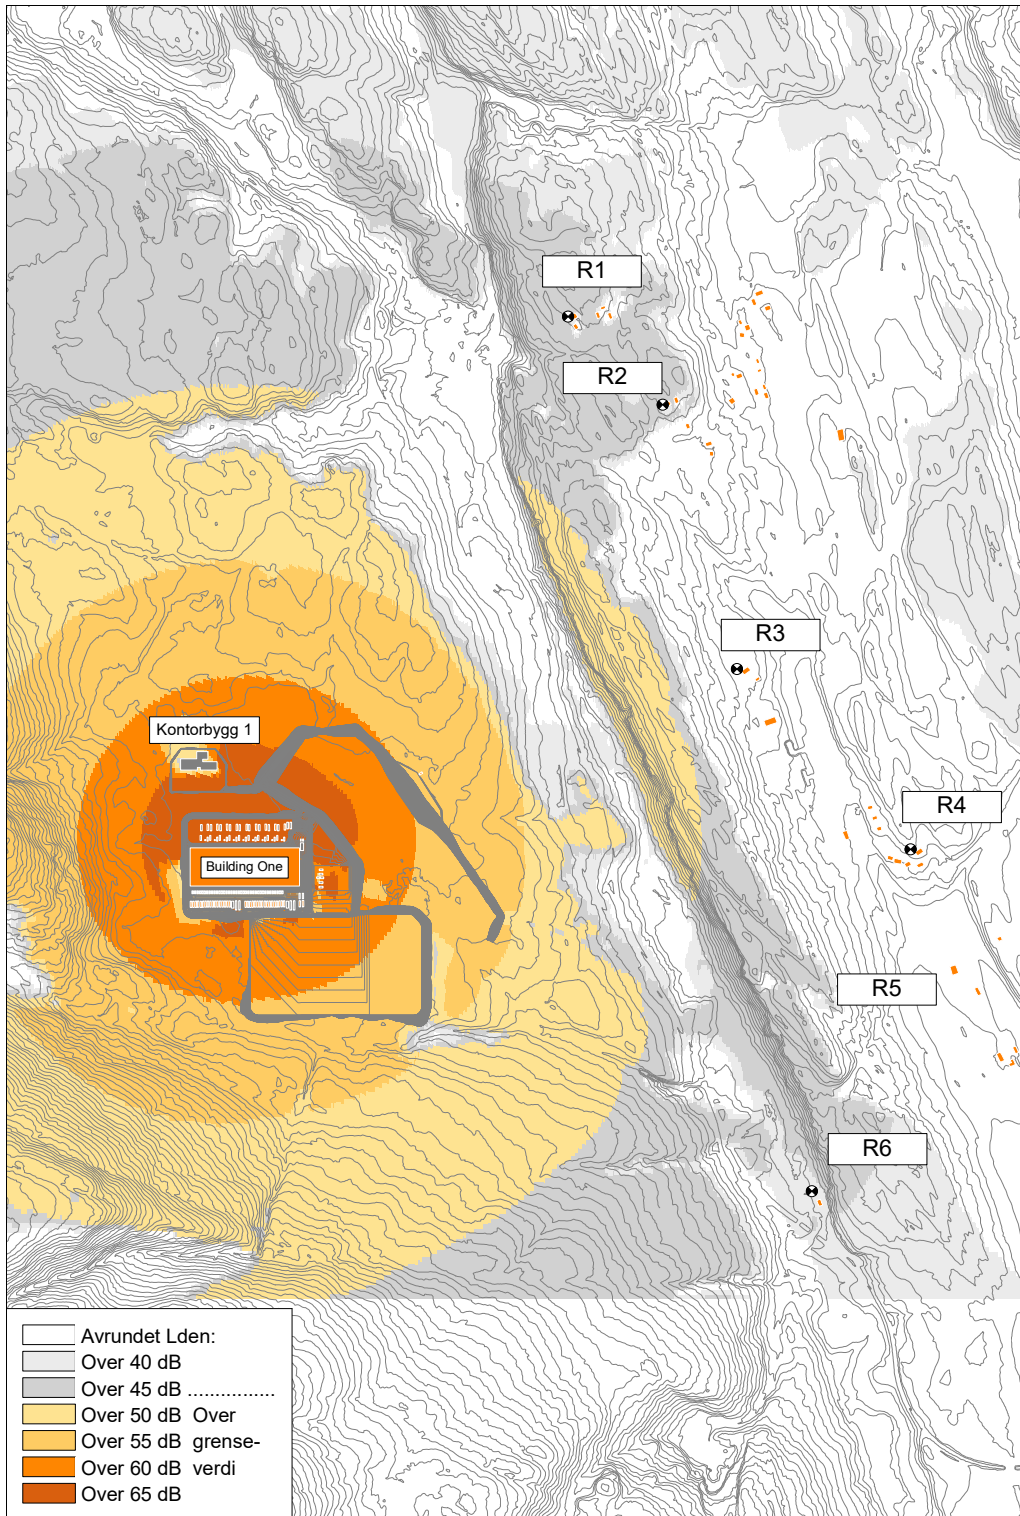 R1
R2
R3
Kontorbygg 1
R4
Building One
R5
R6
Avrundet Lden:
Over 40 dB
Over 45 dB ................
Over 50 dB Over
Over 55 dB grense-
Over 60 dB verdi
Over 65 dB